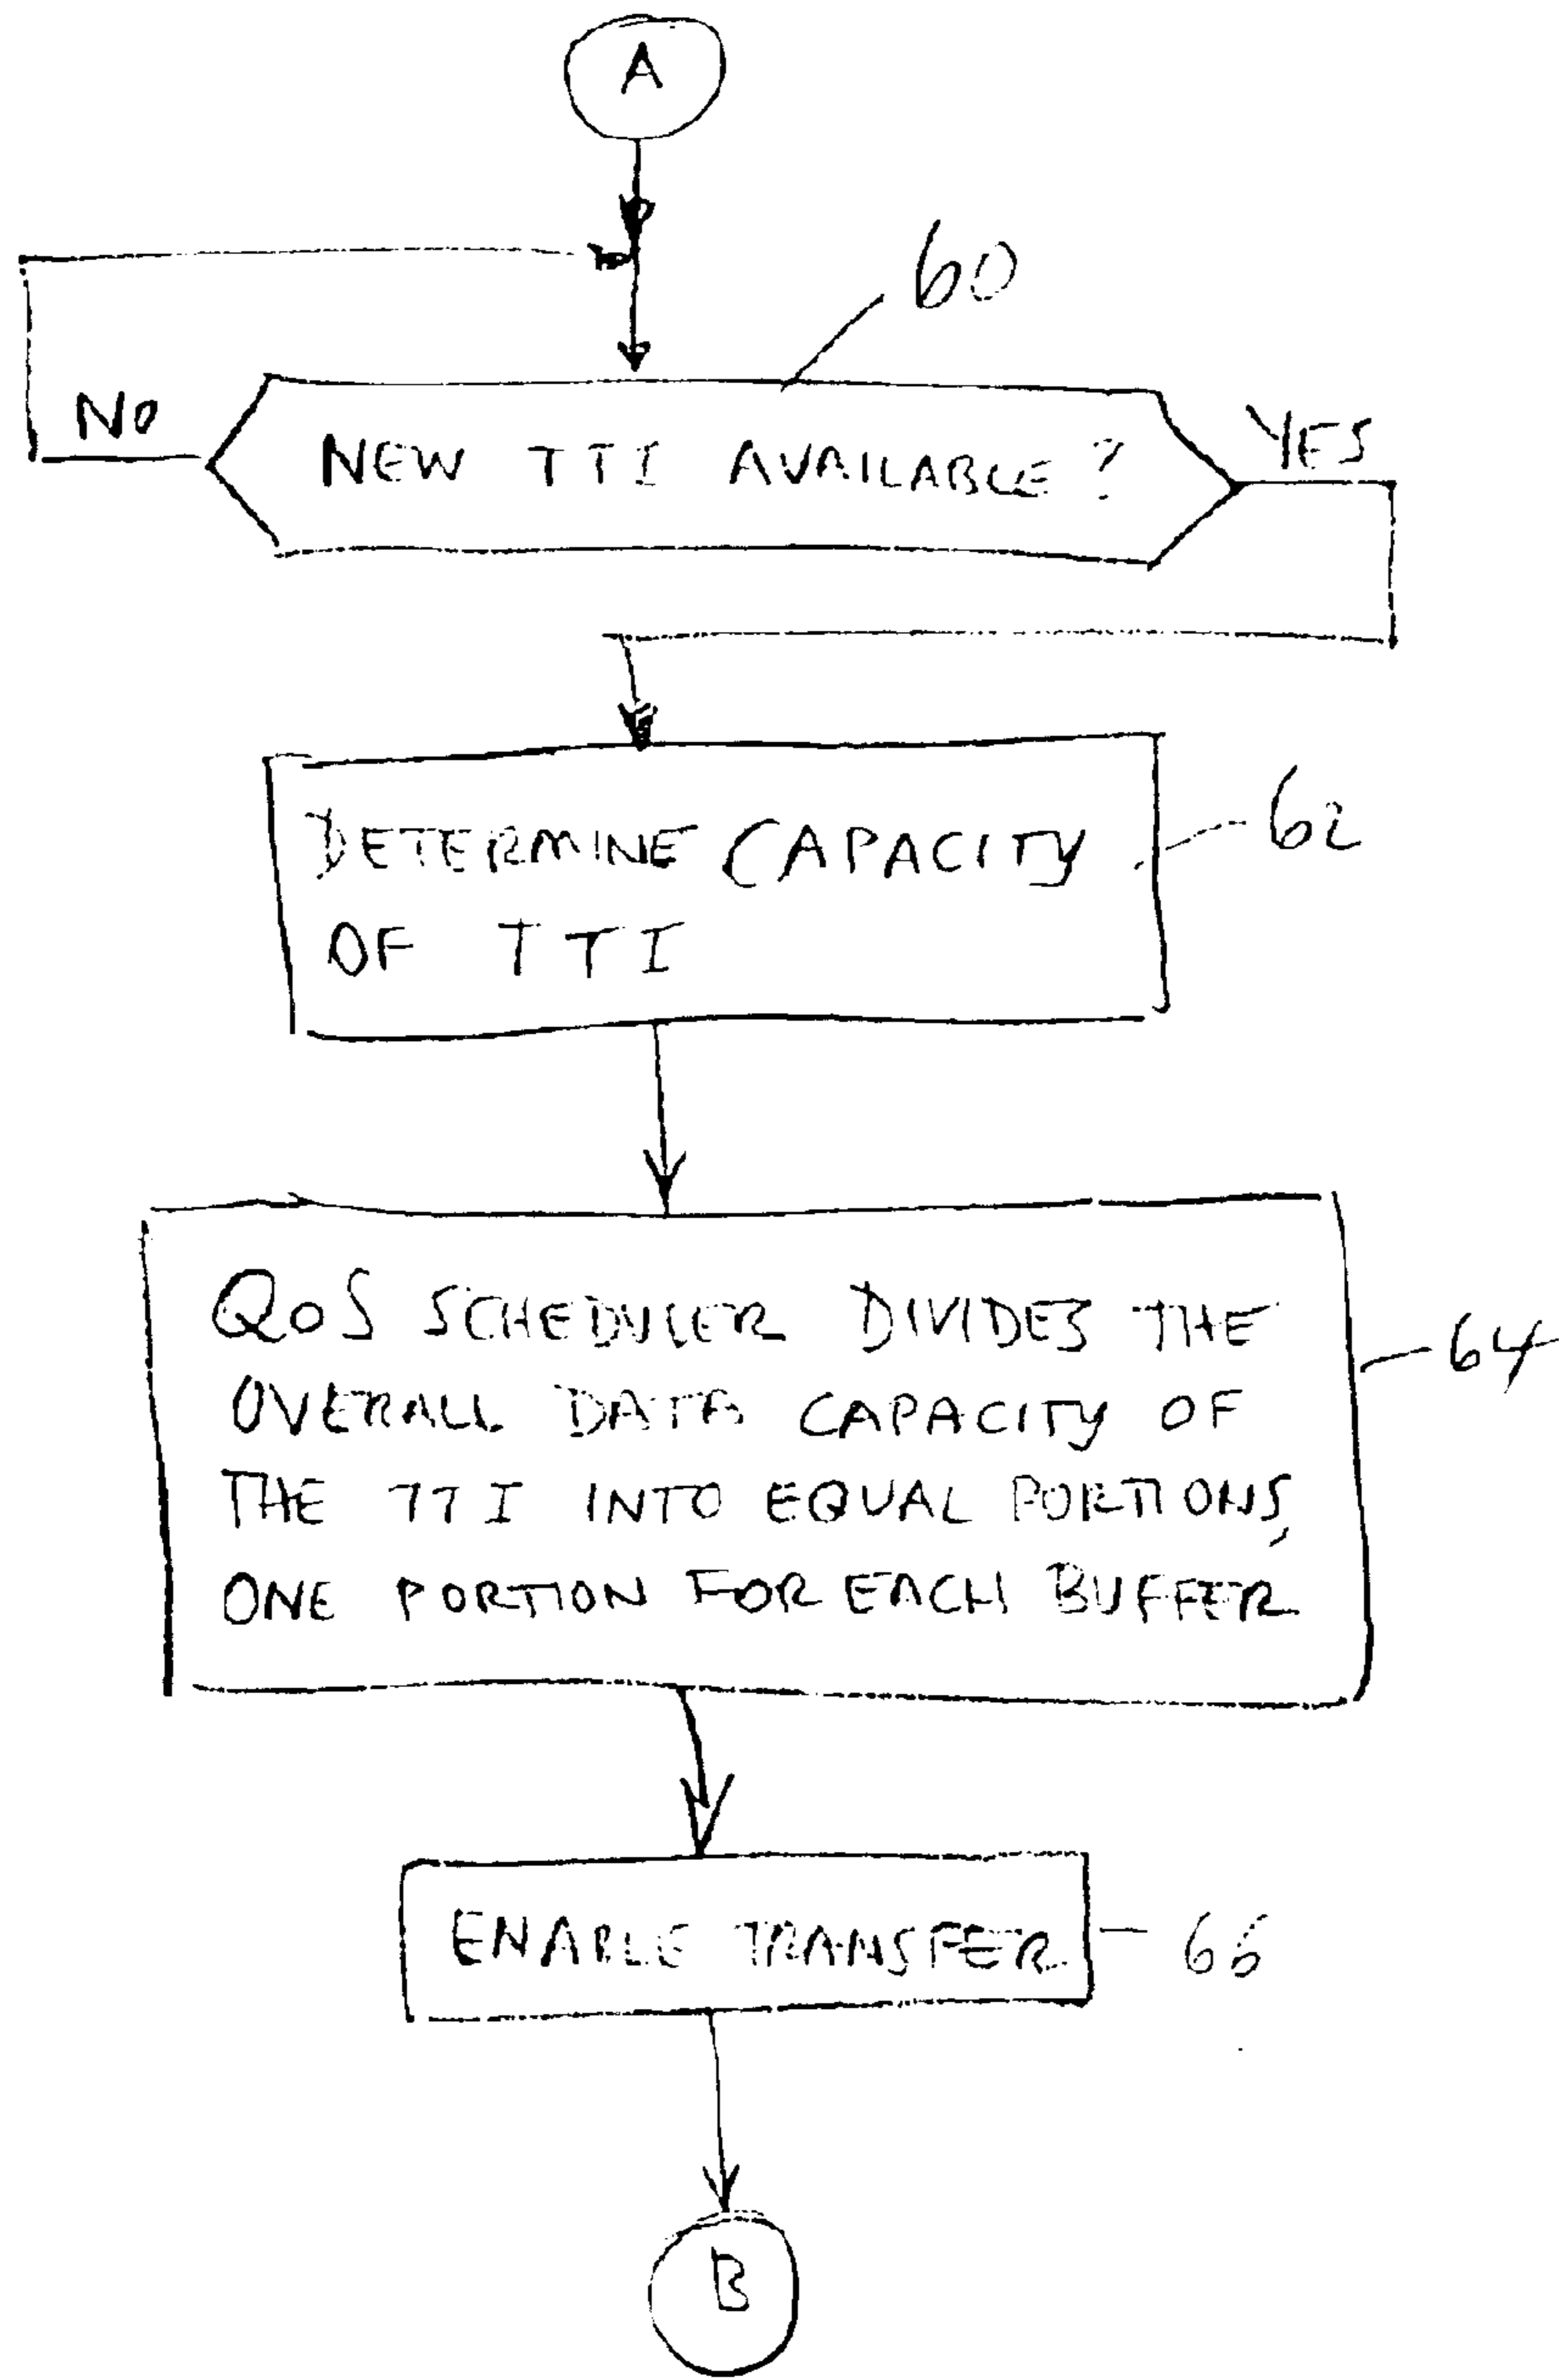 A
60
NO
NEW TTI AVAILABLE?
YES
DETERMINE CAPACITY
OF TTI
62
QoS SCHEDULER DIVIDES THE
OVERALL DATA CAPACITY OF
THE TTI INTO EQUAL PORTIONS,
ONE PORTION FOR EACH BUFFER
64
ENABLE TRANSFER
66
B